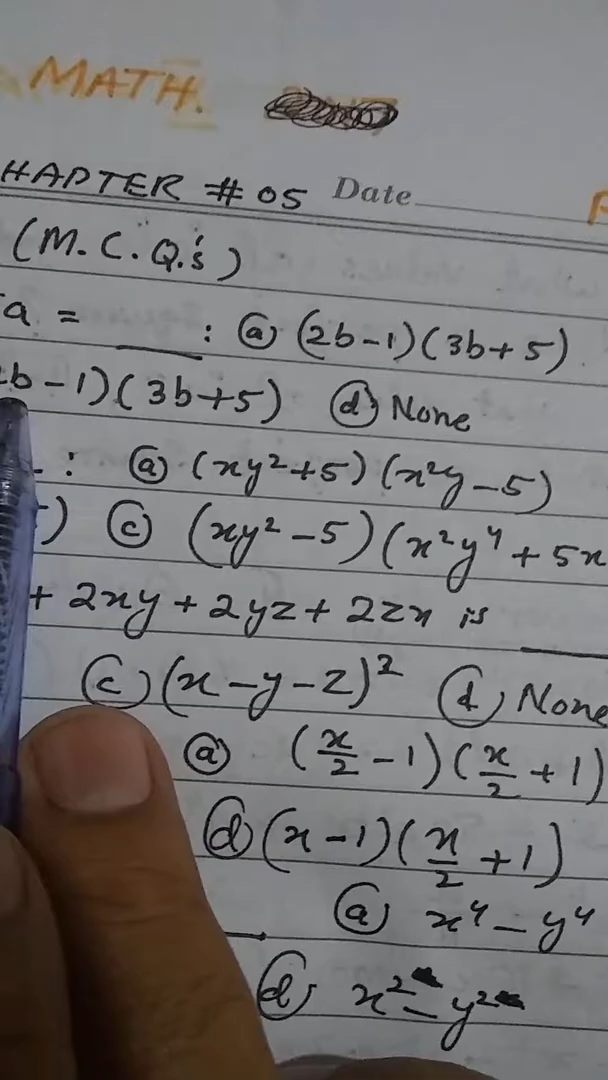 MATH.
HAPTER # 05 Date
(M.C.Q.'s)
a = ___ : (a) (2b-1)(3b+5)
b-1)(3b+5) (d) None
: (a) (xy²+5)(x²y-5)
) (c) (xy²-5)(x²y⁴+5x
+ 2xy + 2yz + 2zx is ___
(c) (x-y-z)² (d) None
(a) (x/2 - 1)(x/2 + 1)
(d) (x-1)(x/2 + 1)
(a) x⁴-y⁴
(d) x²-y²